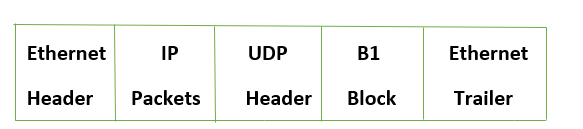 Ethernet IP UDP B1 Ethernet
Header Packets Header Block Trailer